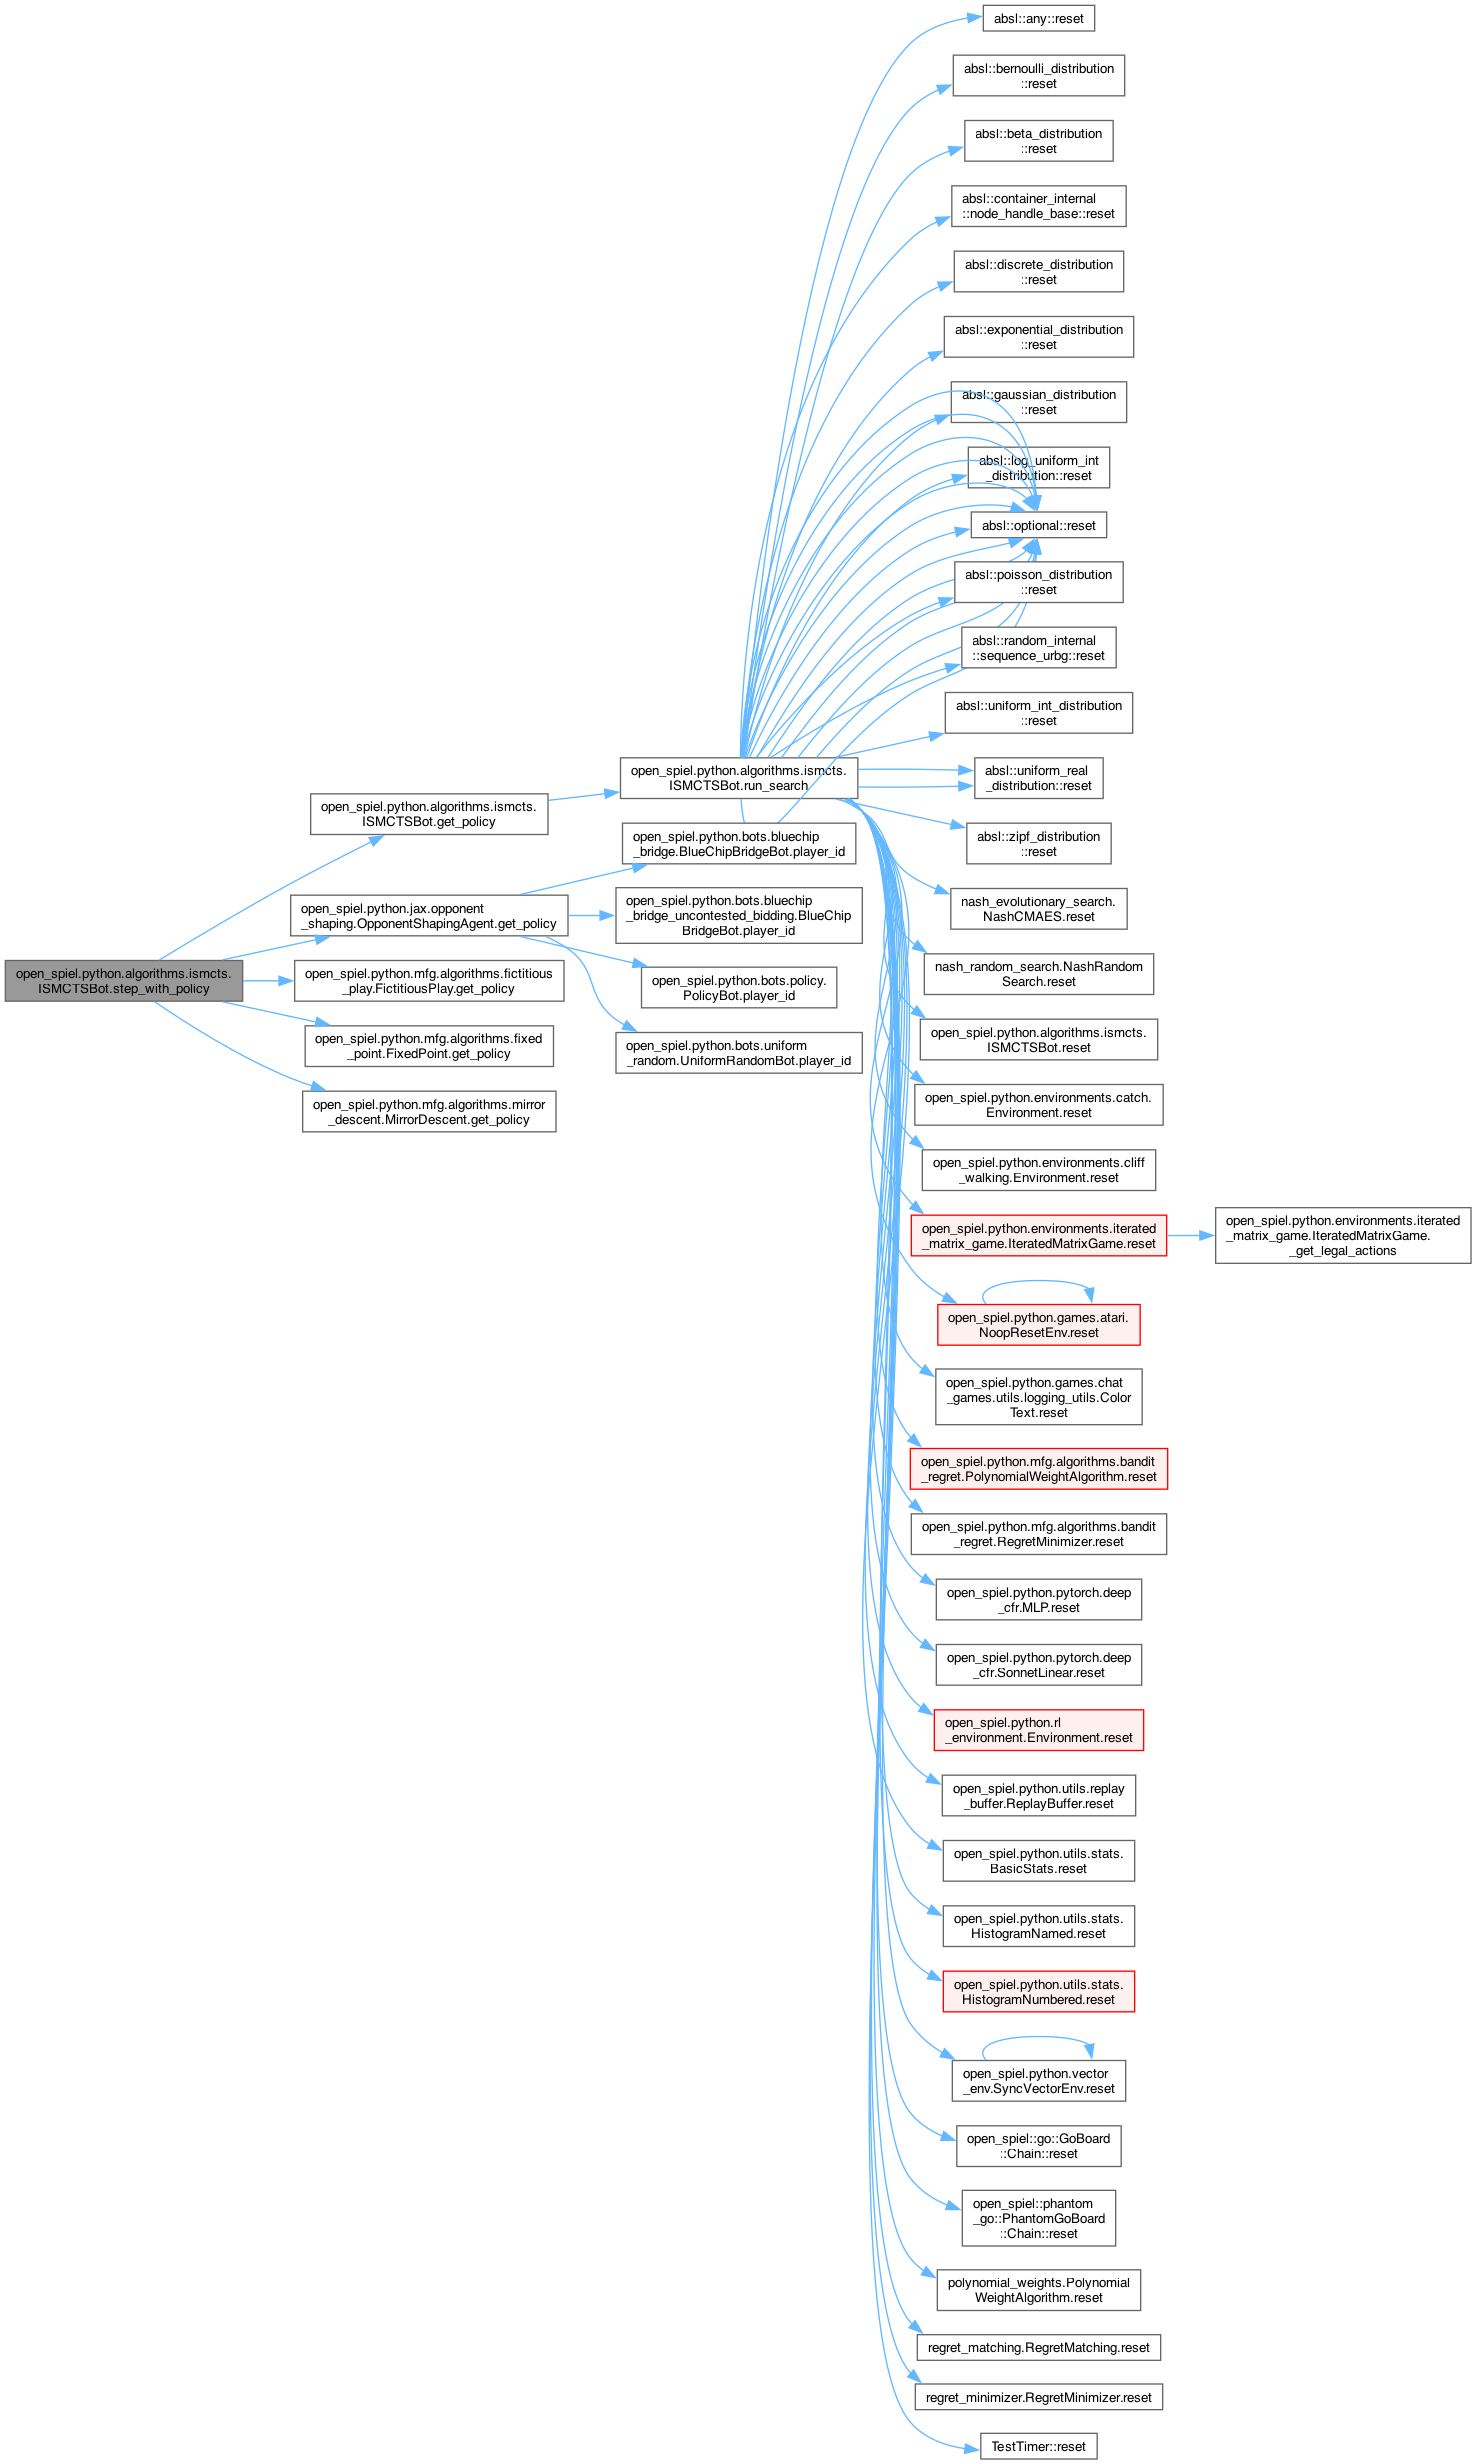 open_spiel.python.algorithms.ismcts.
ISMCTSBot.step_with_policy
open_spiel.python.algorithms.ismcts.
ISMCTSBot.get_policy
open_spiel.python.jax.opponent
_shaping.OpponentShapingAgent.get_policy
open_spiel.python.mfg.algorithms.fictitious
_play.FictitiousPlay.get_policy
open_spiel.python.mfg.algorithms.fixed
_point.FixedPoint.get_policy
open_spiel.python.mfg.algorithms.mirror
_descent.MirrorDescent.get_policy
open_spiel.python.algorithms.ismcts.
ISMCTSBot.run_search
open_spiel.python.bots.bluechip
_bridge.BlueChipBridgeBot.player_id
open_spiel.python.bots.bluechip
_bridge_uncontested_bidding.BlueChip
BridgeBot.player_id
open_spiel.python.bots.policy.
PolicyBot.player_id
open_spiel.python.bots.uniform
_random.UniformRandomBot.player_id
absl::any::reset
absl::bernoulli_distribution
::reset
absl::beta_distribution
::reset
absl::container_internal
::node_handle_base::reset
absl::discrete_distribution
::reset
absl::exponential_distribution
::reset
absl::gaussian_distribution
::reset
absl::log_uniform_int
_distribution::reset
absl::optional::reset
absl::poisson_distribution
::reset
absl::random_internal
::sequence_urbg::reset
absl::uniform_int_distribution
::reset
absl::uniform_real
_distribution::reset
absl::zipf_distribution
::reset
nash_evolutionary_search.
NashCMAES.reset
nash_random_search.NashRandom
Search.reset
open_spiel.python.algorithms.ismcts.
ISMCTSBot.reset
open_spiel.python.environments.catch.
Environment.reset
open_spiel.python.environments.cliff
_walking.Environment.reset
open_spiel.python.environments.iterated
_matrix_game.IteratedMatrixGame.reset
open_spiel.python.environments.iterated
_matrix_game.IteratedMatrixGame.
_get_legal_actions
open_spiel.python.games.atari.
NoopResetEnv.reset
open_spiel.python.games.chat
_games.utils.logging_utils.Color
Text.reset
open_spiel.python.mfg.algorithms.bandit
_regret.PolynomialWeightAlgorithm.reset
open_spiel.python.mfg.algorithms.bandit
_regret.RegretMinimizer.reset
open_spiel.python.pytorch.deep
_cfr.MLP.reset
open_spiel.python.pytorch.deep
_cfr.SonnetLinear.reset
open_spiel.python.rl
_environment.Environment.reset
open_spiel.python.utils.replay
_buffer.ReplayBuffer.reset
open_spiel.python.utils.stats.
BasicStats.reset
open_spiel.python.utils.stats.
HistogramNamed.reset
open_spiel.python.utils.stats.
HistogramNumbered.reset
open_spiel.python.vector
_env.SyncVectorEnv.reset
open_spiel::go::GoBoard
::Chain::reset
open_spiel::phantom
_go::PhantomGoBoard
::Chain::reset
polynomial_weights.Polynomial
WeightAlgorithm.reset
regret_matching.RegretMatching.reset
regret_minimizer.RegretMinimizer.reset
TestTimer::reset